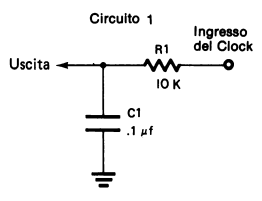 Circuito 1
Ingresso
del Clock
R1
Uscita
10 K
C1
.1 µf